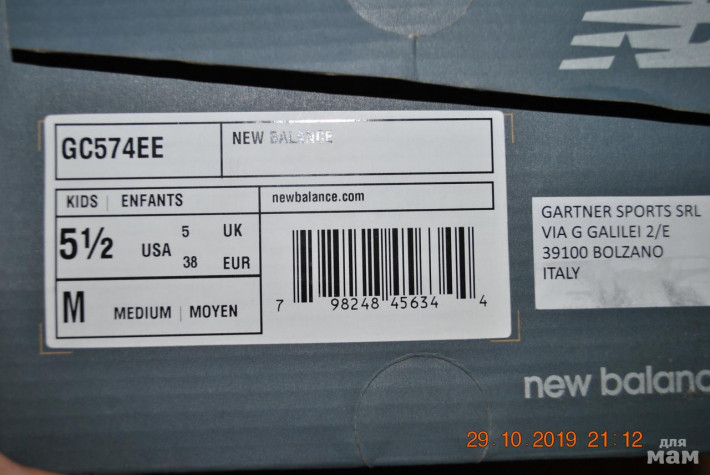 GC574EE
NEW BALANCE
KIDS | ENFANTS
5½ USA
5 UK
38 EUR
M MEDIUM | MOYEN
newbalance.com
7 98248 45634 4
GARTNER SPORTS SRL
VIA G GALILEI 2/E
39100 BOLZANO
ITALY
new balanc
29.10.2019 21:12
для
мам